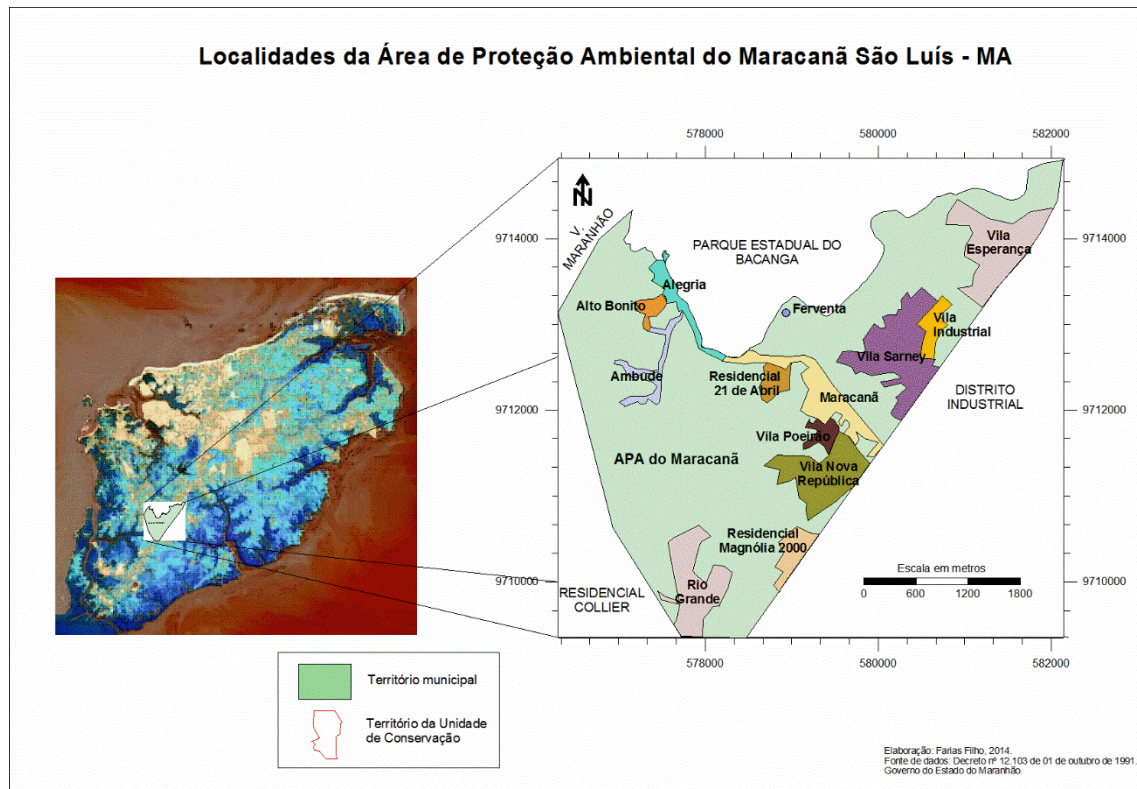 Localidades da Área de Proteção Ambiental do Maracanã São Luís - MA
578000
580000
582000
N
9714000
9714000
V.
MARANHÃO
PARQUE ESTADUAL DO
BACANGA
Vila
Esperança
Alegria
Alto Bonito
Ferventa
Vila
Industrial
Vila Sarney
Ambude
Residencial
21 de Abril
Maracanã
DISTRITO
INDUSTRIAL
9712000
9712000
Vila Poeirão
APA do Maracanã
Vila Nova
República
Residencial
Magnólia 2000
Escala em metros
0 600 1200 1800
9710000
9710000
RESIDENCIAL
COLLIER
Rio
Grande
578000
580000
582000
Território municipal
Território da Unidade
de Conservação
Elaboração: Farias Filho, 2014.
Fonte de dados: Decreto nº 12.103 de 01 de outubro de 1991.
Governo do Estado do Maranhão.